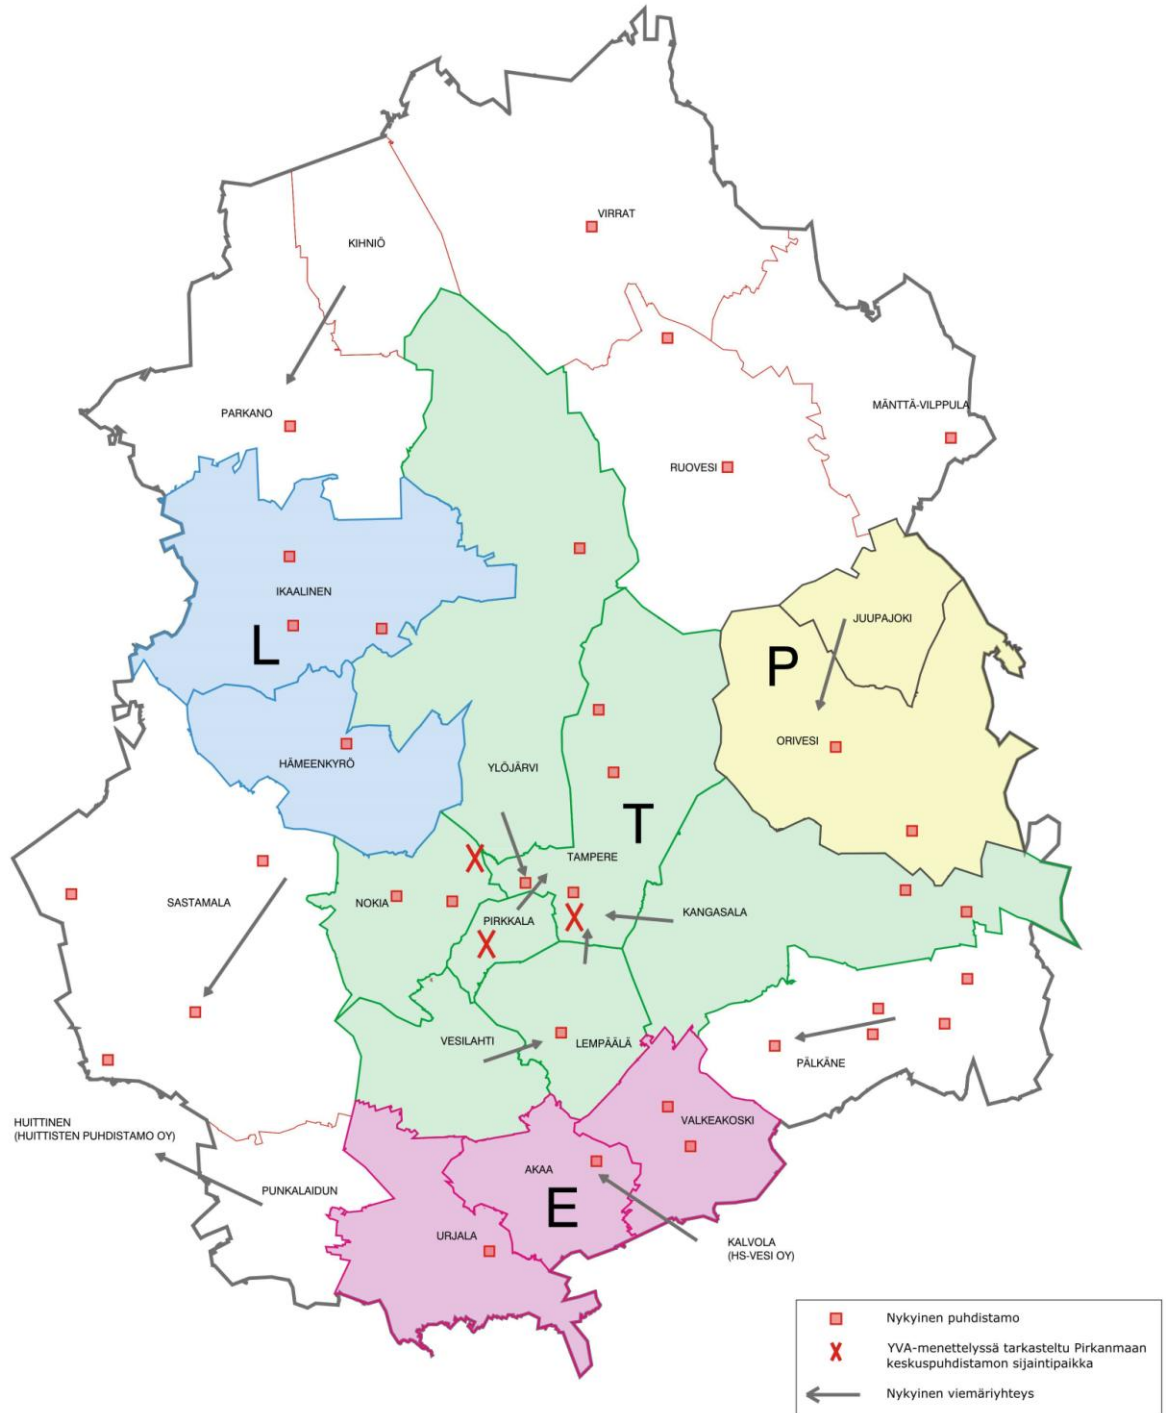 VIRRAT
KIHNIÖ
PARKANO
MÄNTTÄ-VILPPULA
RUOVESI
IKAALINEN
L
JUUPAJOKI
P
ORIVESI
HÄMEENKYRÖ
YLÖJÄRVI
T
TAMPERE
SASTAMALA
NOKIA
PIRKKALA
KANGASALA
VESILAHTI
LEMPÄÄLÄ
PÄLKÄNE
HUITTINEN
(HUITTISTEN PUHDISTAMO OY)
VALKEAKOSKI
AKAA
PUNKALAIDUN
E
URJALA
KALVOLA
(HS-VESI OY)
Nykyinen puhdistamo
YVA-menettelyssä tarkasteltu Pirkanmaan
keskuspuhdistamon sijaintipaikka
Nykyinen viemäriyhteys